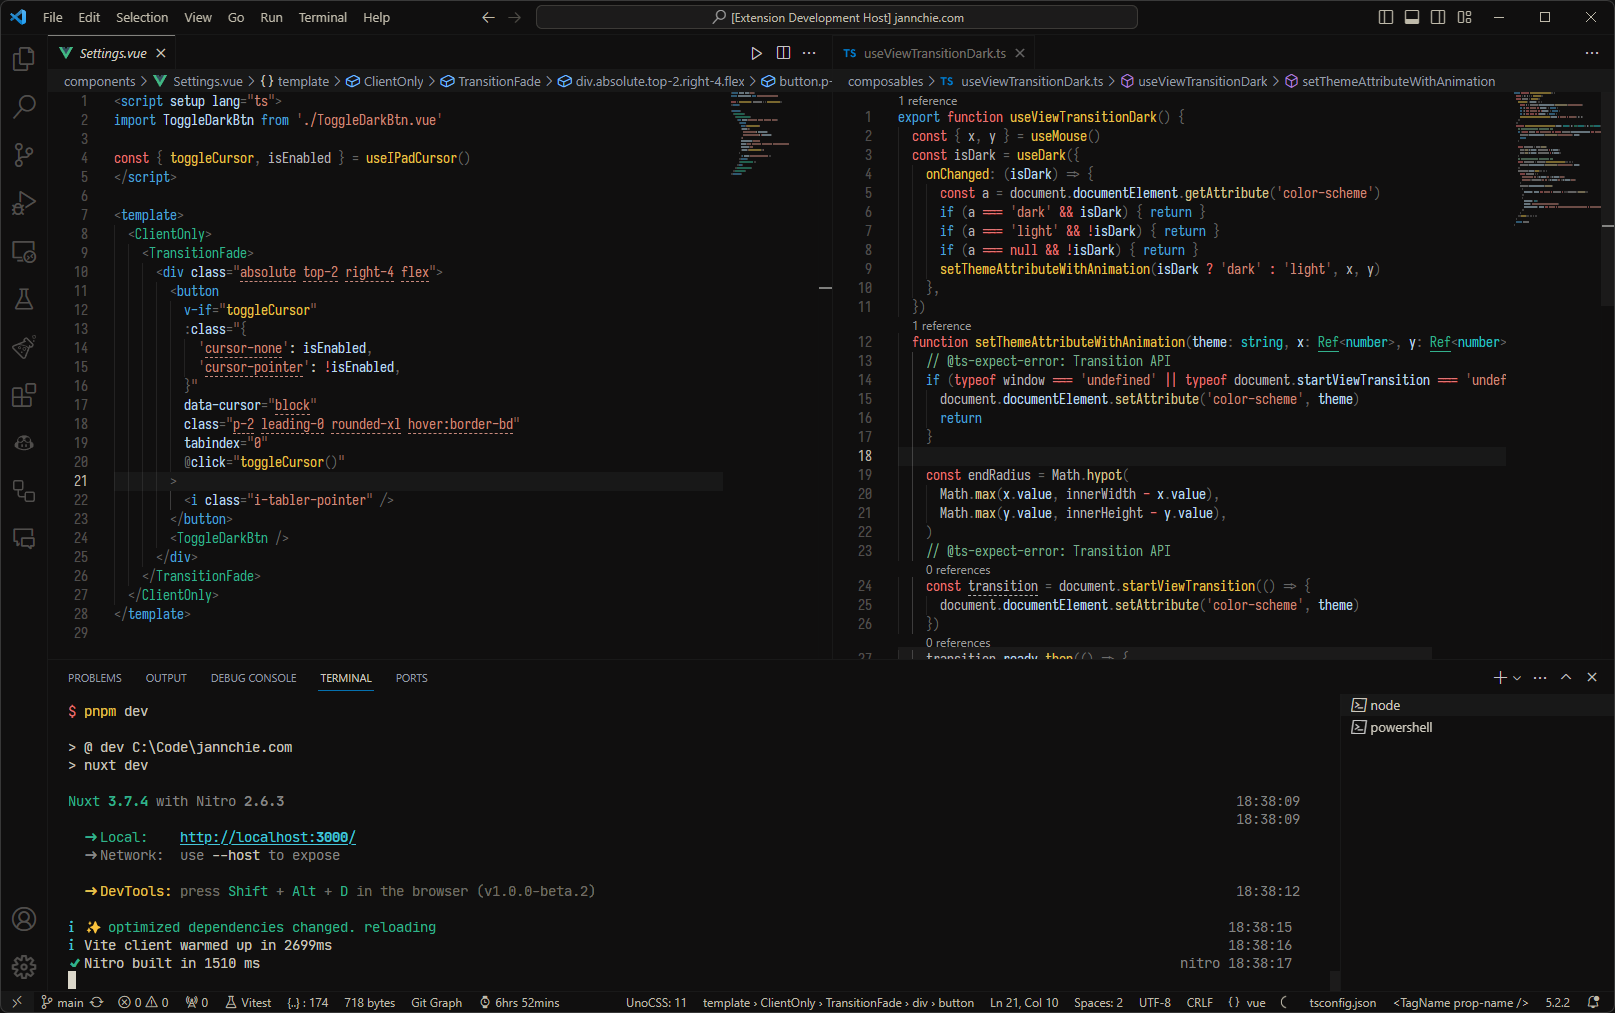 File Edit Selection View Go Run Terminal Help
[Extension Development Host] jannchie.com
Settings.vue
components > Settings.vue > {} template > ClientOnly > TransitionFade > div.absolute.top-2.right-4.flex > button.p-
1 <script setup lang="ts">
2 import ToggleDarkBtn from './ToggleDarkBtn.vue'
3
4 const { toggleCursor, isEnabled } = useIPadCursor()
5 </script>
6
7 <template>
8 <ClientOnly>
9 <TransitionFade>
10 <div class="absolute top-2 right-4 flex">
11 <button
12 v-if="toggleCursor"
13 :class="{
14 'cursor-none': isEnabled,
15 'cursor-pointer': !isEnabled,
16 }"
17 data-cursor="block"
18 class="p-2 leading-0 rounded-xl hover:border-bd"
19 tabindex="0"
20 @click="toggleCursor()"
21 >
22 <i class="i-tabler-pointer" />
23 </button>
24 <ToggleDarkBtn />
25 </div>
26 </TransitionFade>
27 </ClientOnly>
28 </template>
29
TS useViewTransitionDark.ts
composables > TS useViewTransitionDark.ts > useViewTransitionDark > setThemeAttributeWithAnimation
1 reference
1 export function useViewTransitionDark() {
2 const { x, y } = useMouse()
3 const isDark = useDark({
4 onChanged: (isDark) => {
5 const a = document.documentElement.getAttribute('color-scheme')
6 if (a === 'dark' && isDark) { return }
7 if (a === 'light' && !isDark) { return }
8 if (a === null && !isDark) { return }
9 setThemeAttributeWithAnimation(isDark ? 'dark' : 'light', x, y)
10 },
11 })
1 reference
12 function setThemeAttributeWithAnimation(theme: string, x: Ref<number>, y: Ref<number>
13 // @ts-expect-error: Transition API
14 if (typeof window === 'undefined' || typeof document.startViewTransition === 'undef
15 document.documentElement.setAttribute('color-scheme', theme)
16 return
17 }
18
19 const endRadius = Math.hypot(
20 Math.max(x.value, innerWidth - x.value),
21 Math.max(y.value, innerHeight - y.value),
22 )
23 // @ts-expect-error: Transition API
0 references
24 const transition = document.startViewTransition(() => {
25 document.documentElement.setAttribute('color-scheme', theme)
26 })
0 references
27 transition.ready.then(() => {
PROBLEMS OUTPUT DEBUG CONSOLE TERMINAL PORTS
$ pnpm dev
> @ dev C:\Code\jannchie.com
> nuxt dev
Nuxt 3.7.4 with Nitro 2.6.3 18:38:09
18:38:09
➜ Local: http://localhost:3000/
➜ Network: use --host to expose
➜ DevTools: press Shift + Alt + D in the browser (v1.0.0-beta.2) 18:38:12
i ✨ optimized dependencies changed. reloading 18:38:15
i Vite client warmed up in 2699ms 18:38:16
✔ Nitro built in 1510 ms nitro 18:38:17
node
powershell
main 0 0 0 Vitest {..} : 174 718 bytes Git Graph 6hrs 52mins UnoCSS: 11 template › ClientOnly › TransitionFade › div › button Ln 21, Col 10 Spaces: 2 UTF-8 CRLF {} vue tsconfig.json <TagName prop-name /> 5.2.2